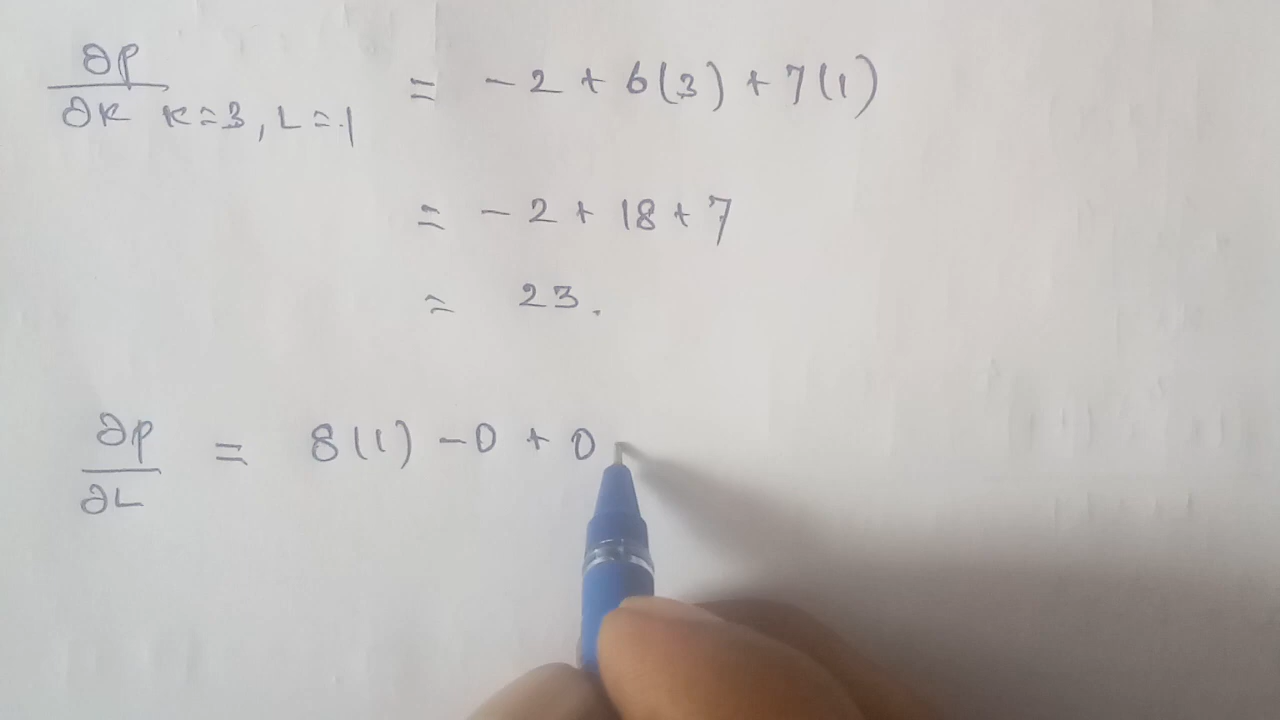 ∂P/∂K K=3, L=1 = -2 + 6(3) + 7(1)
= -2 + 18 + 7
= 23.
∂P/∂L = 8(1) - 0 + 0